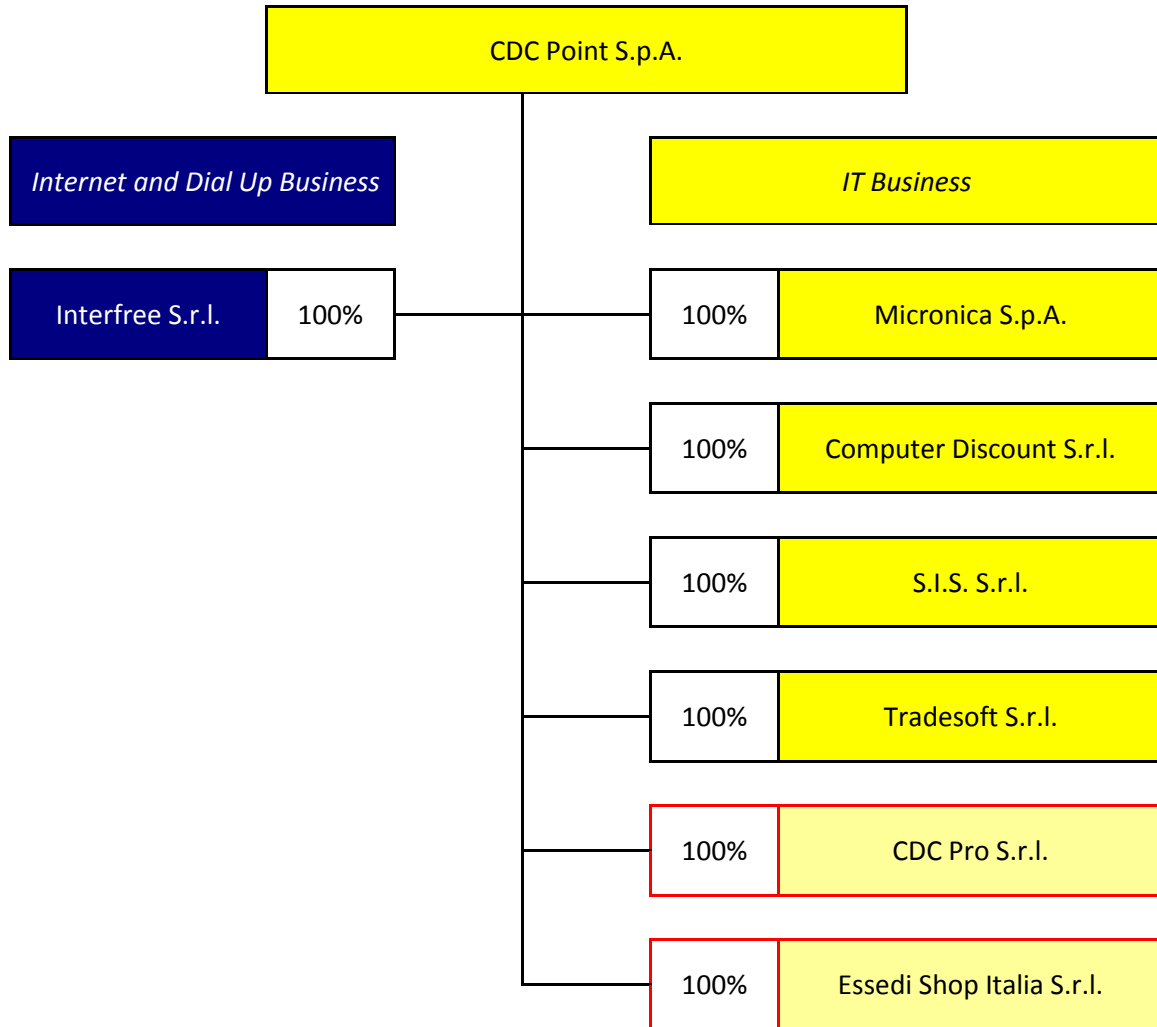 CDC Point S.p.A.
Internet and Dial Up Business
IT Business
Interfree S.r.l.
100%
100%
Micronica S.p.A.
100%
Computer Discount S.r.l.
100%
S.I.S. S.r.l.
100%
Tradesoft S.r.l.
100%
CDC Pro S.r.l.
100%
Essedi Shop Italia S.r.l.